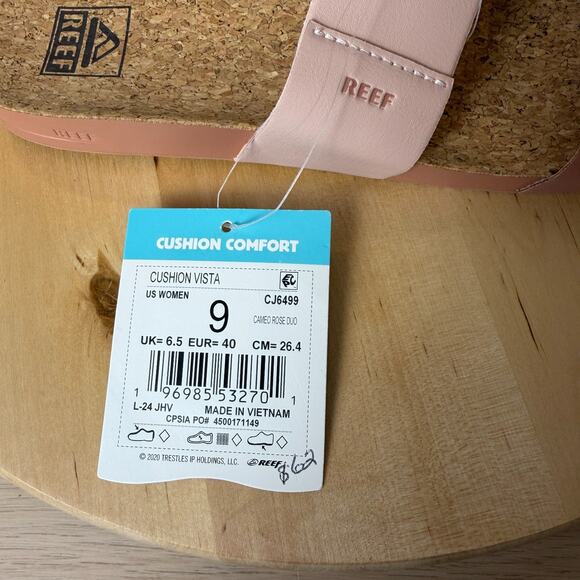 REEF
REEF
REEF
CUSHION COMFORT
CUSHION VISTA
US WOMEN CJ6499
9 CAMEO ROSE DUO
UK= 6.5 EUR= 40 CM= 26.4
1 96985 53270 1
L-24 JHV MADE IN VIETNAM
CPSIA PO# 4500171149
© 2020 TRESTLES IP HOLDINGS, LLC. REEF
$62